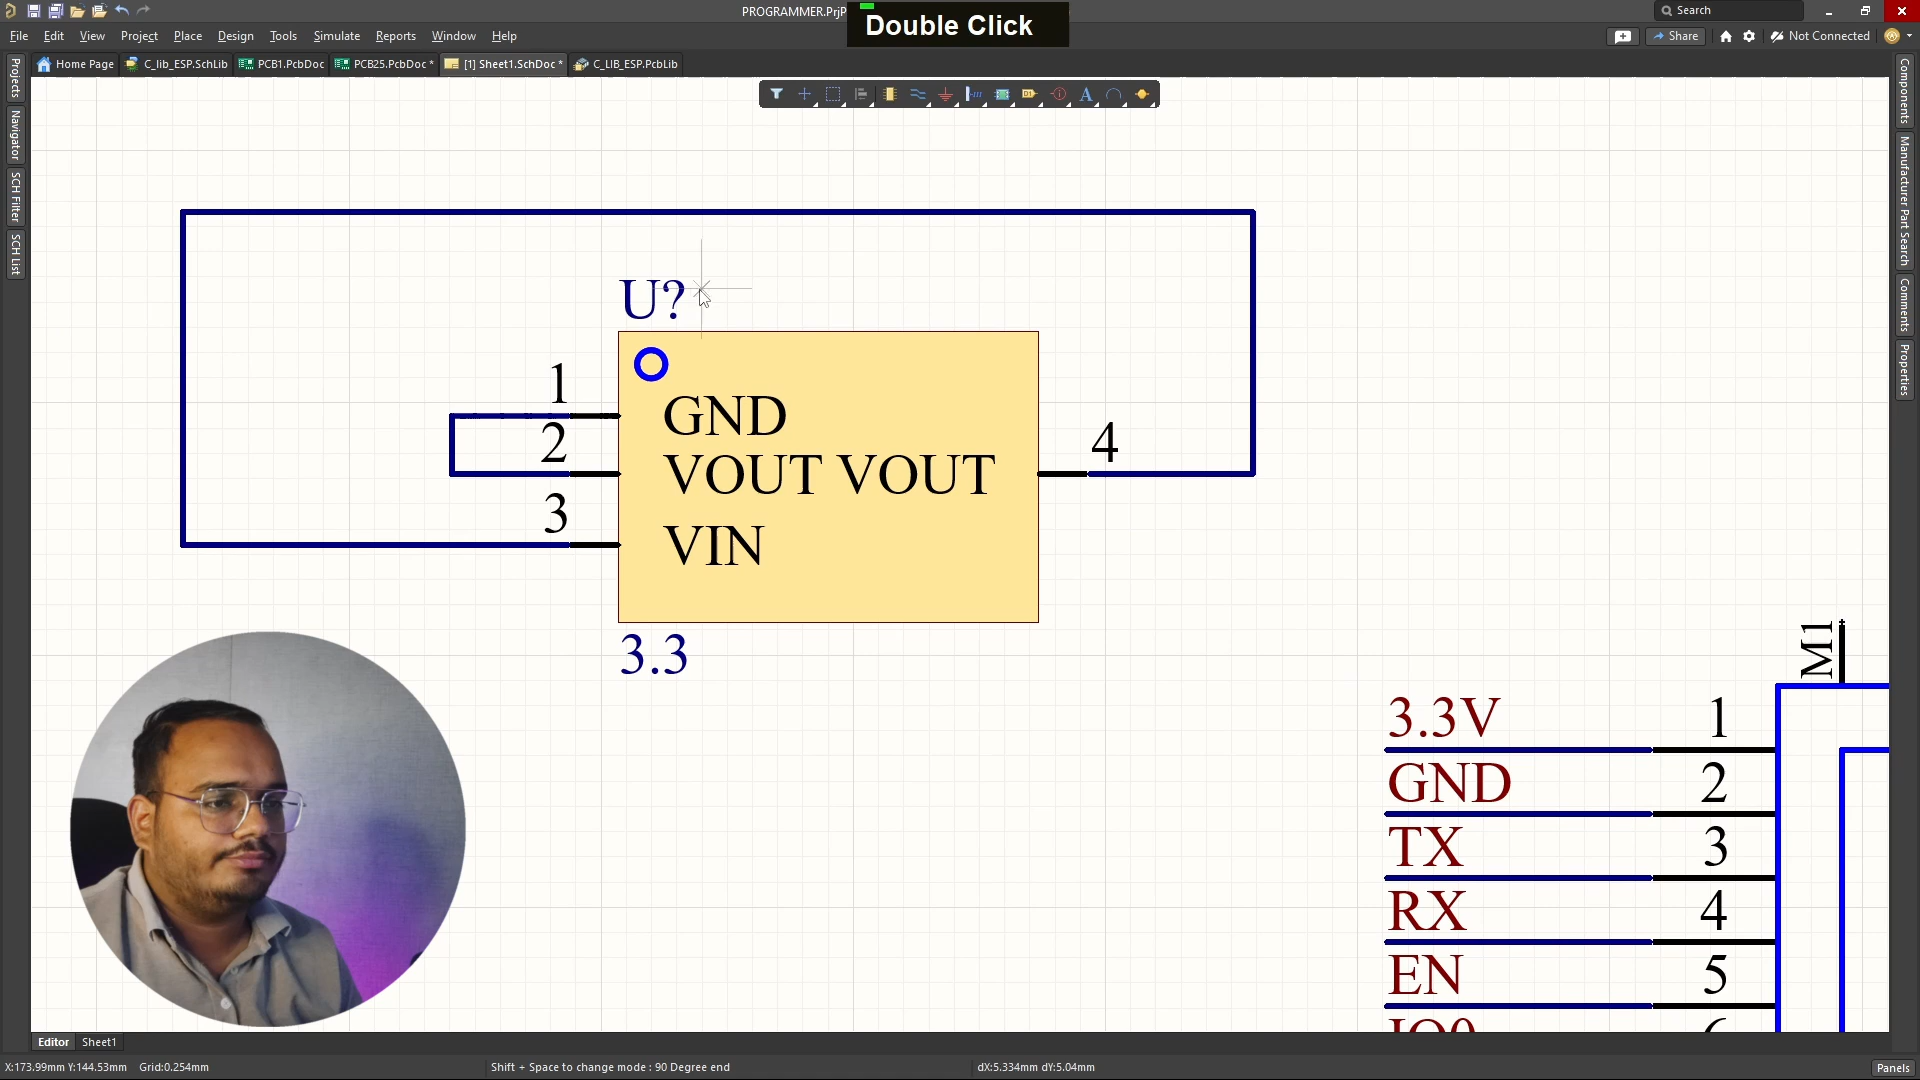 PROGRAMMER.PrjP
Double Click
Search
File Edit View Project Place Design Tools Simulate Reports Window Help
Share
Not Connected
Home Page
C_lib_ESP.SchLib
PCB1.PcbDoc
PCB25.PcbDoc *
[1] Sheet1.SchDoc *
C_LIB_ESP.PcbLib
Projects
Navigator
SCH Filter
SCH List
Components
Manufacturer Part Search
Comments
Properties
U?
1
GND
2
VOUT VOUT
4
3
VIN
3.3
M1
3.3V 1
GND 2
TX 3
RX 4
EN 5
IO0 6
Editor Sheet1
X:173.99mm Y:144.53mm Grid:0.254mm
Shift + Space to change mode : 90 Degree end
dX:5.334mm dY:5.04mm
Panels